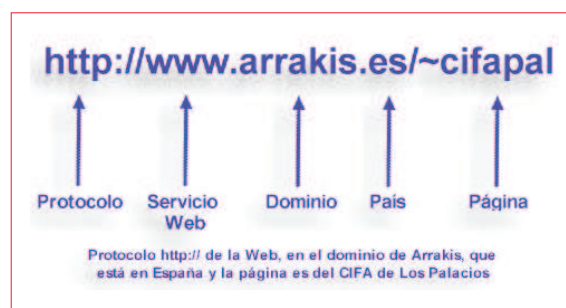 http://www.arrakis.es/~cifapal
Protocolo Servicio Web Dominio País Página
Protocolo http:// de la Web, en el dominio de Arrakis, que
está en España y la página es del CIFA de Los Palacios